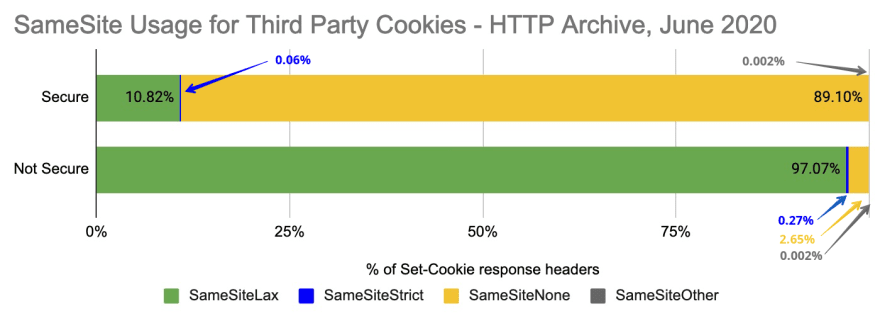 SameSite Usage for Third Party Cookies - HTTP Archive, June 2020
0.06%
0.002%
Secure
10.82%
89.10%
Not Secure
97.07%
0%
25%
50%
75%
0.27%
2.65%
0.002%
% of Set-Cookie response headers
SameSiteLax
SameSiteStrict
SameSiteNone
SameSiteOther